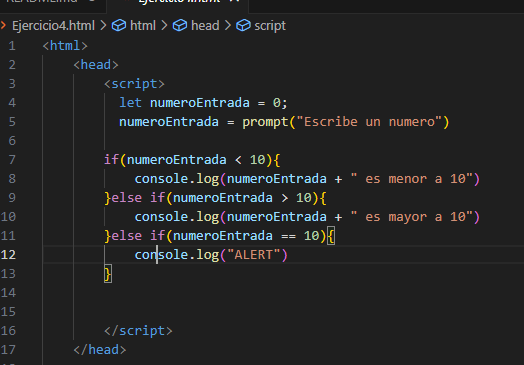 Ejercicio4.html > html > head > script
1 <html>
2 <head>
3 <script>
4 let numeroEntrada = 0;
5 numeroEntrada = prompt("Escribe un numero")
6
7 if(numeroEntrada < 10){
8 console.log(numeroEntrada + " es menor a 10")
9 }else if(numeroEntrada > 10){
10 console.log(numeroEntrada + " es mayor a 10")
11 }else if(numeroEntrada == 10){
12 console.log("ALERT")
13 }
14
15
16 </script>
17 </head>